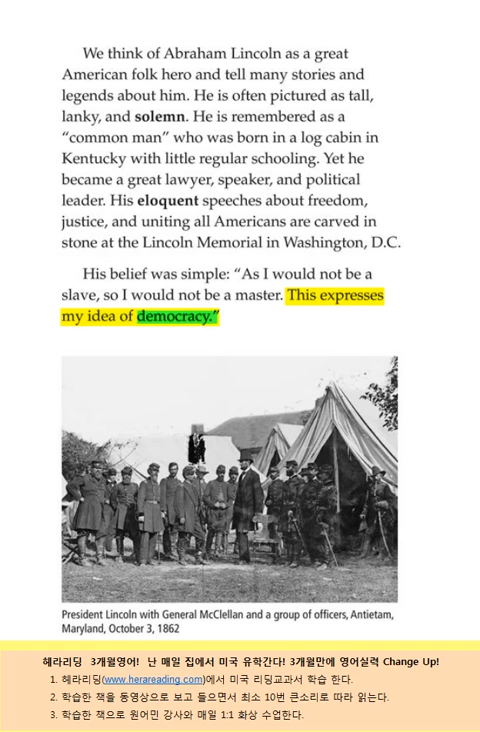 We think of Abraham Lincoln as a great
American folk hero and tell many stories and
legends about him. He is often pictured as tall,
lanky, and solemn. He is remembered as a
“common man” who was born in a log cabin in
Kentucky with little regular schooling. Yet he
became a great lawyer, speaker, and political
leader. His eloquent speeches about freedom,
justice, and uniting all Americans are carved in
stone at the Lincoln Memorial in Washington, D.C.
His belief was simple: “As I would not be a
slave, so I would not be a master. This expresses
my idea of democracy.”
President Lincoln with General McClellan and a group of officers, Antietam,
Maryland, October 3, 1862
헤라리딩 3개월영어! 난 매일 집에서 미국 유학간다! 3개월만에 영어실력 Change Up!
1. 헤라리딩(www.herareading.com)에서 미국 리딩교과서 학습 한다.
2. 학습한 책을 동영상으로 보고 들으면서 최소 10번 큰소리로 따라 읽는다.
3. 학습한 책으로 원어민 강사와 매일 1:1 화상 수업한다.